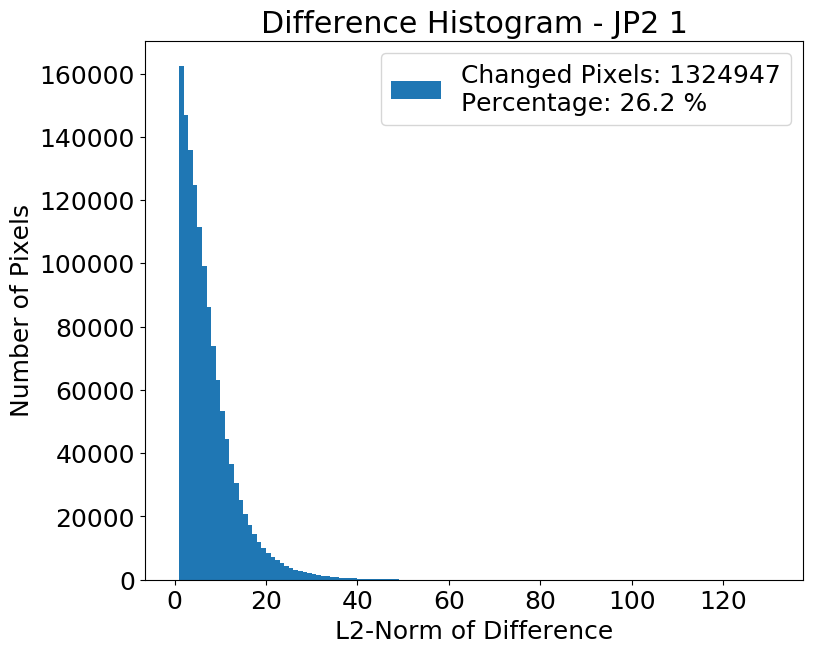 Difference Histogram - JP2 1
Changed Pixels: 1324947
Percentage: 26.2 %
Number of Pixels
160000
140000
120000
100000
80000
60000
40000
20000
0
0 20 40 60 80 100 120
L2-Norm of Difference